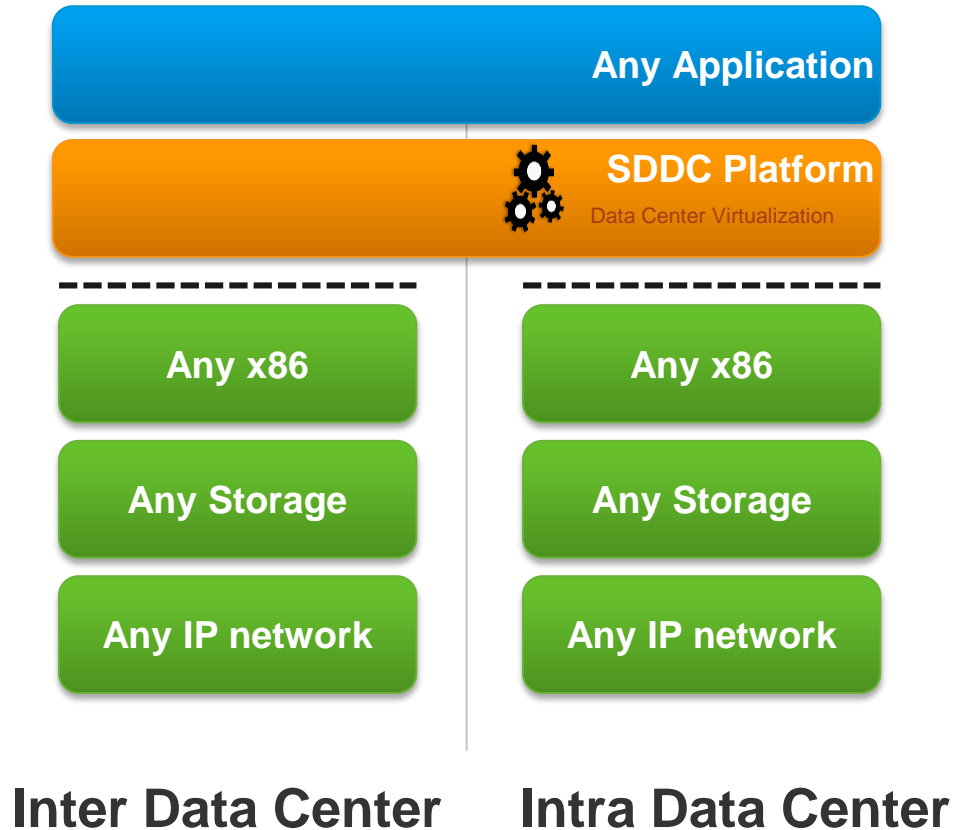 Any Application
SDDC Platform
Data Center Virtualization
Any x86
Any x86
Any Storage
Any Storage
Any IP network
Any IP network
Inter Data Center
Intra Data Center